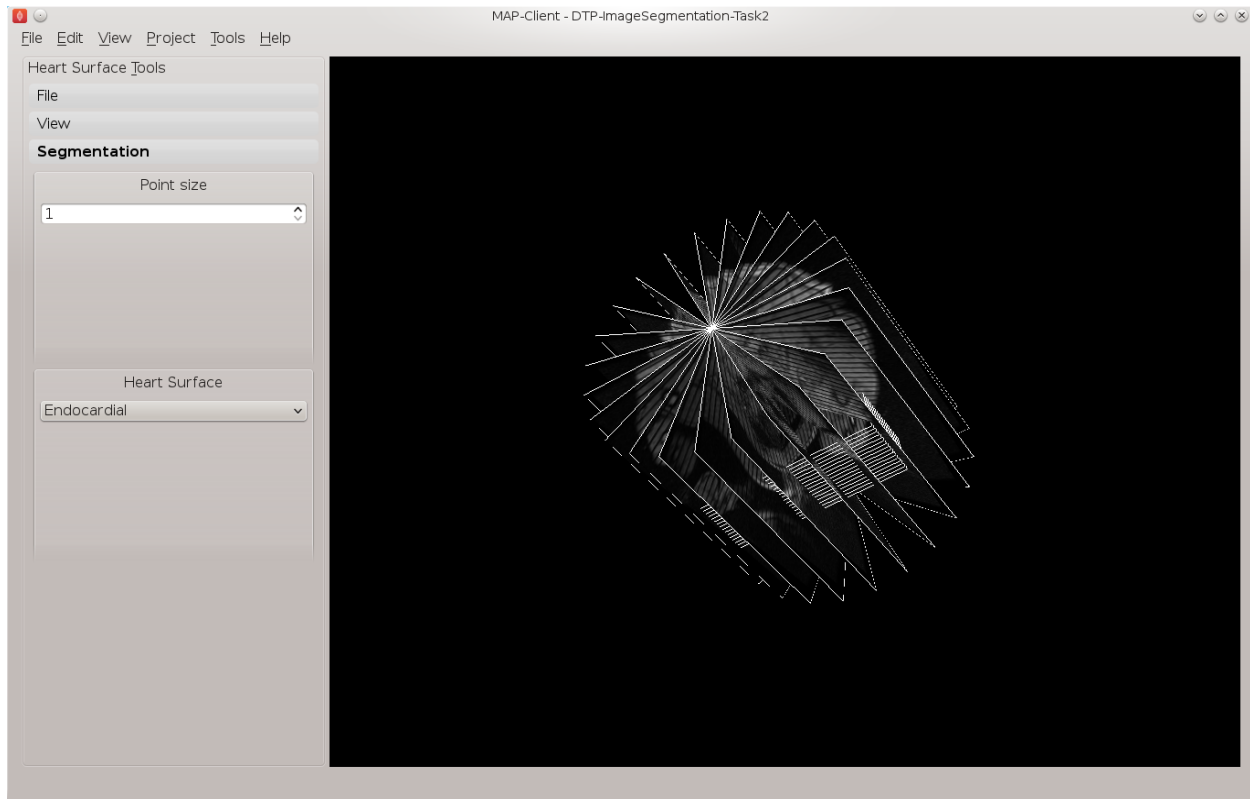 MAP-Client - DTP-ImageSegmentation-Task2
File Edit View Project Tools Help
Heart Surface Tools
File
View
Segmentation
Point size
1
Heart Surface
Endocardial